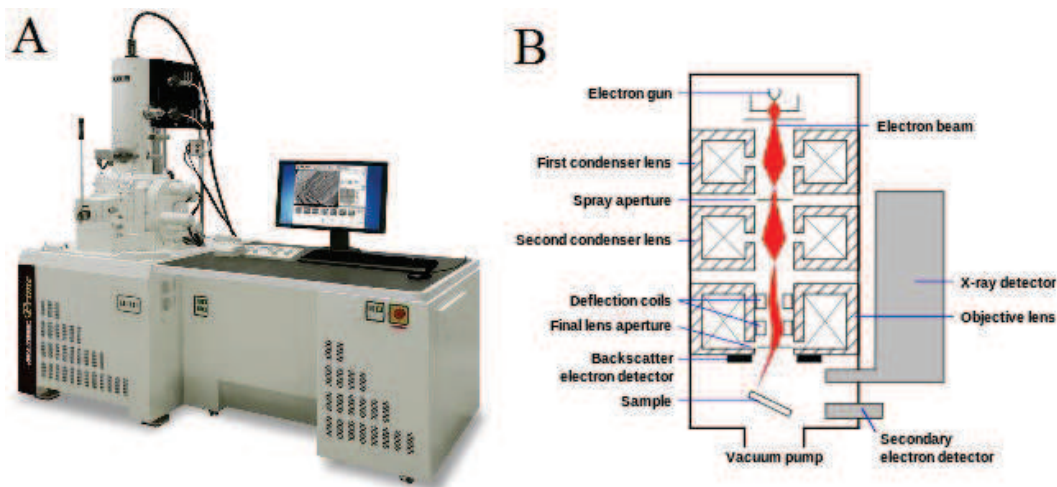 A
B
Electron gun
Electron beam
First condenser lens
Spray aperture
Second condenser lens
X-ray detector
Deflection coils
Objective lens
Final lens aperture
Backscatter
electron detector
Sample
Secondary
electron detector
Vacuum pump